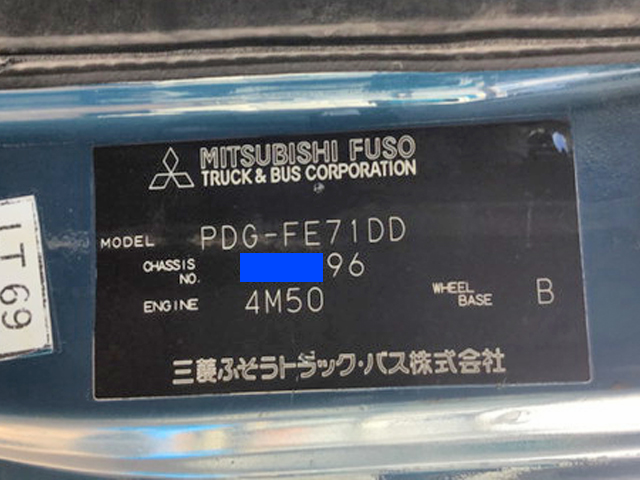 MITSUBISHI FUSO
TRUCK & BUS CORPORATION
MODEL PDG-FE71DD
CHASSIS NO. 96
ENGINE 4M50 WHEEL BASE B
三菱ふそうトラック・バス株式会社
LT69